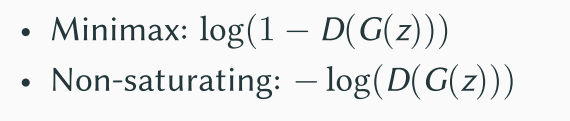 • Minimax: log(1 − D(G(z)))
• Non-saturating: − log(D(G(z)))